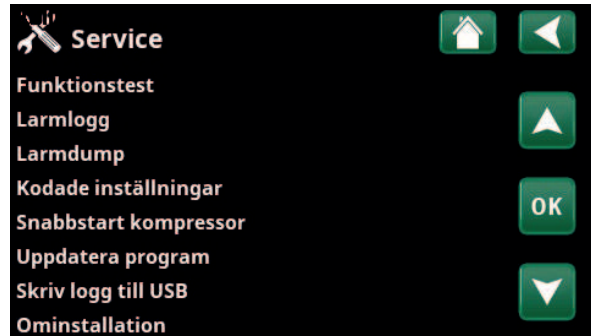 Service
Funktionstest
Larmlogg
Larmdump
Kodade inställningar
OK
Snabbstart kompressor
Uppdatera program
Skriv logg till USB
Ominstallation